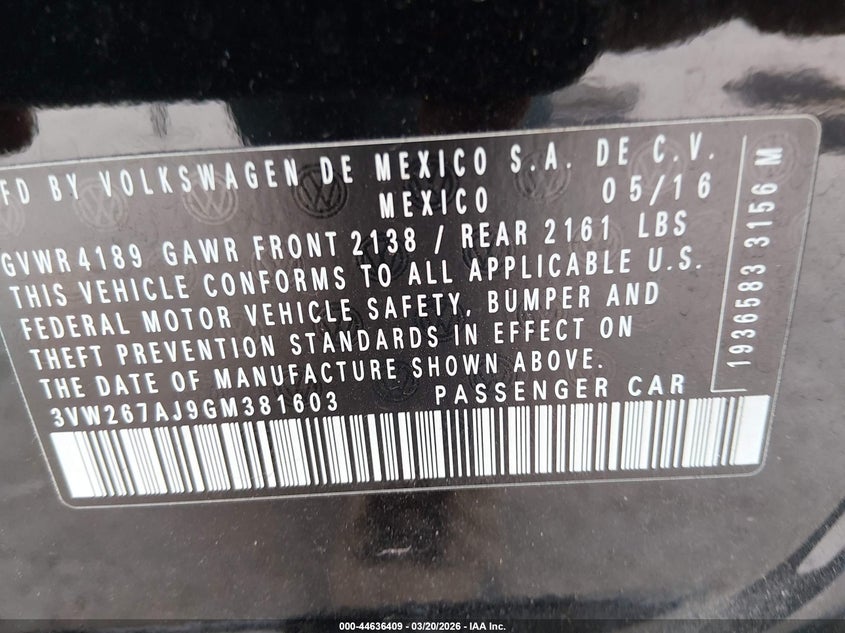 FD BY VOLKSWAGEN DE MEXICO S.A. DE C.V.
MEXICO 05/16
GVWR 4189 GAWR FRONT 2138 / REAR 2161 LBS
THIS VEHICLE CONFORMS TO ALL APPLICABLE U.S.
FEDERAL MOTOR VEHICLE SAFETY, BUMPER AND
THEFT PREVENTION STANDARDS IN EFFECT ON
THE DATE OF MANUFACTURE SHOWN ABOVE.
3VW267AJ9GM381603 PASSENGER CAR
1936583 3156 M
000-44636409 - 03/20/2026 - IAA Inc.